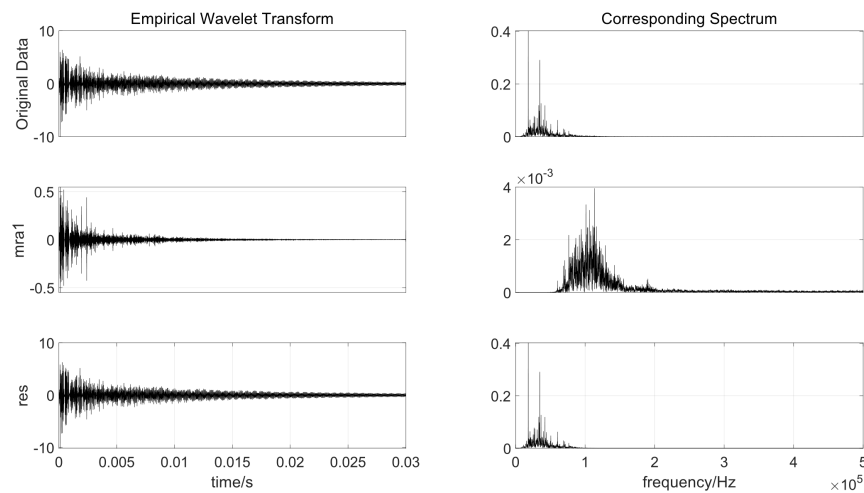 Empirical Wavelet Transform
Corresponding Spectrum
Original Data
10
0
-10
0.4
0.2
0
mra1
0.5
0
-0.5
×10⁻³
4
2
0
res
10
0
-10
0 0.005 0.01 0.015 0.02 0.025 0.03
time/s
0.4
0.2
0
0 1 2 3 4 5
frequency/Hz
×10⁵